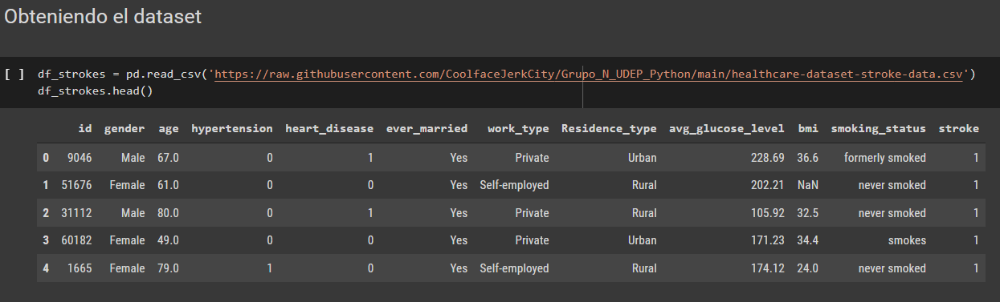 Obteniendo el dataset
[ ] df_strokes = pd.read_csv('https://raw.githubusercontent.com/CoolfaceJerkCity/Grupo_N_UDEP_Python/main/healthcare-dataset-stroke-data.csv')
df_strokes.head()
id gender age hypertension heart_disease ever_married work_type Residence_type avg_glucose_level bmi smoking_status stroke
0 9046 Male 67.0 0 1 Yes Private Urban 228.69 36.6 formerly smoked 1
1 51676 Female 61.0 0 0 Yes Self-employed Rural 202.21 NaN never smoked 1
2 31112 Male 80.0 0 1 Yes Private Rural 105.92 32.5 never smoked 1
3 60182 Female 49.0 0 0 Yes Private Urban 171.23 34.4 smokes 1
4 1665 Female 79.0 1 0 Yes Self-employed Rural 174.12 24.0 never smoked 1